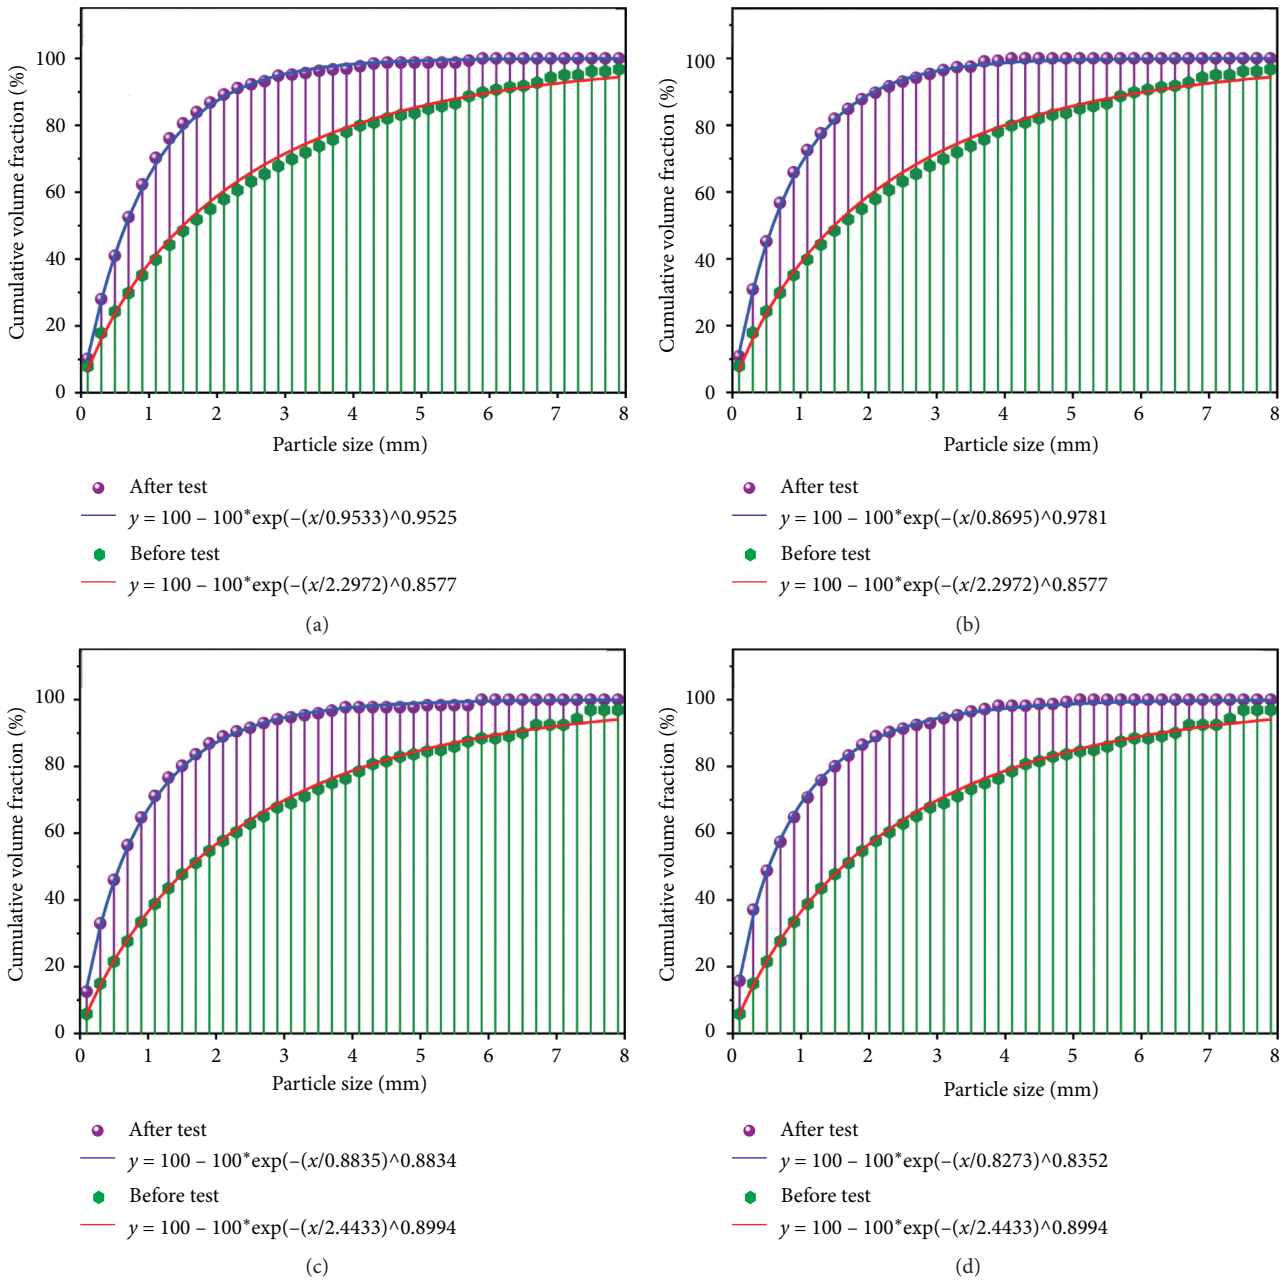 Cumulative volume fraction (%)
100
80
60
40
20
0
0 1 2 3 4 5 6 7 8
Particle size (mm)
After test
y = 100 – 100*exp(–(x/0.9533)^0.9525
Before test
y = 100 – 100*exp(–(x/2.2972)^0.8577
(a)
Cumulative volume fraction (%)
100
80
60
40
20
0
0 1 2 3 4 5 6 7 8
Particle size (mm)
After test
y = 100 – 100*exp(–(x/0.8695)^0.9781
Before test
y = 100 – 100*exp(–(x/2.2972)^0.8577
(b)
Cumulative volume fraction (%)
100
80
60
40
20
0
0 1 2 3 4 5 6 7 8
Particle size (mm)
After test
y = 100 – 100*exp(–(x/0.8835)^0.8834
Before test
y = 100 – 100*exp(–(x/2.4433)^0.8994
(c)
Cumulative volume fraction (%)
100
80
60
40
20
0
0 1 2 3 4 5 6 7 8
Particle size (mm)
After test
y = 100 – 100*exp(–(x/0.8273)^0.8352
Before test
y = 100 – 100*exp(–(x/2.4433)^0.8994
(d)